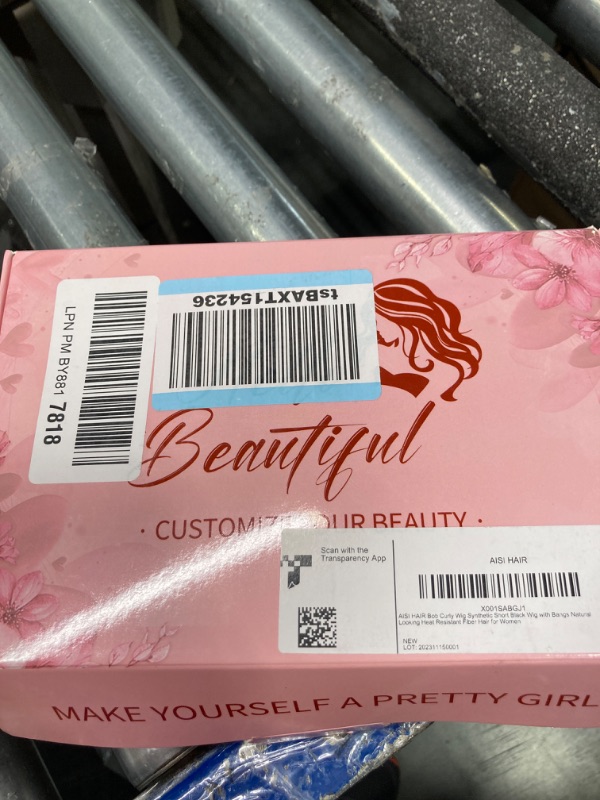 LPN PM BY881 7818
tsBAXT154236
Beautiful
· CUSTOMIZE YOUR BEAUTY ·
Scan with the
Transparency App
AISI HAIR
X001SABGJ1
AISI HAIR Bob Curly Wig Synthetic Short Black Wig with Bangs Natural
Looking Heat Resistant Fiber Hair for Women
NEW
LOT: 202311150001
MAKE YOURSELF A PRETTY GIRL